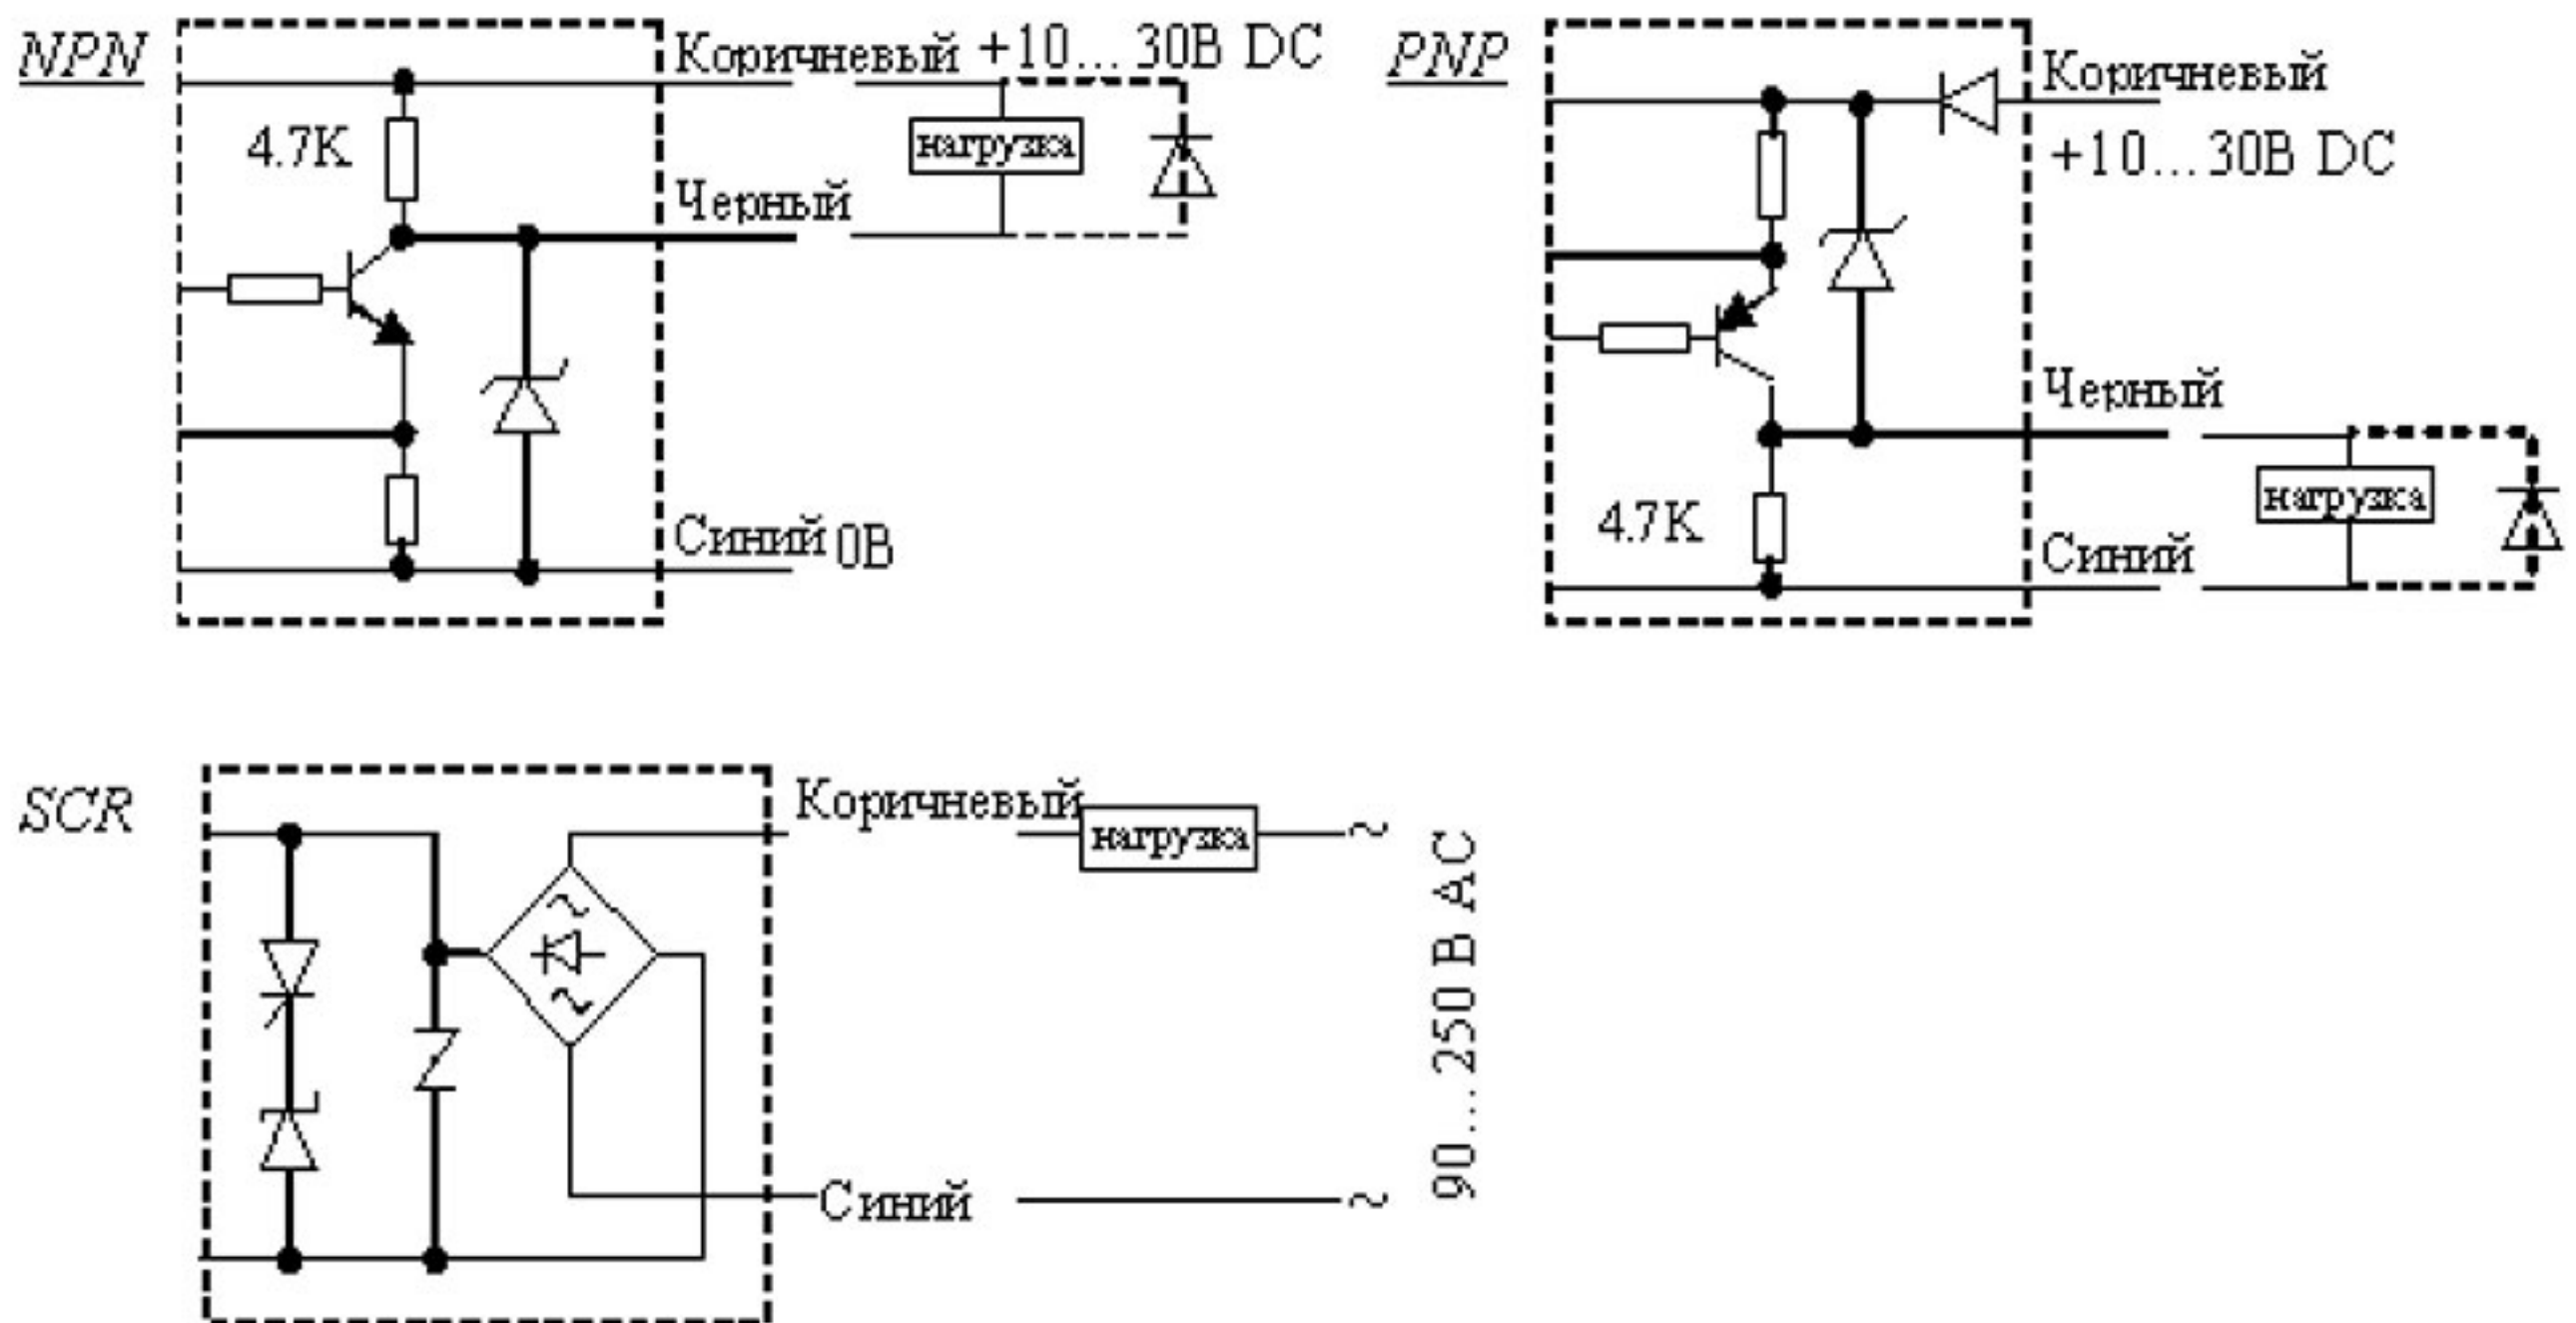 NPN
Коричневый +10... 30В DC
4.7K
нагрузка
Черный
Синий 0В
PNP
Коричневый
+10...30В DC
Черный
нагрузка
4.7K
Синий
SCR
Коричневый
нагрузка
~
~
~
90...250 В AC
Синий
~